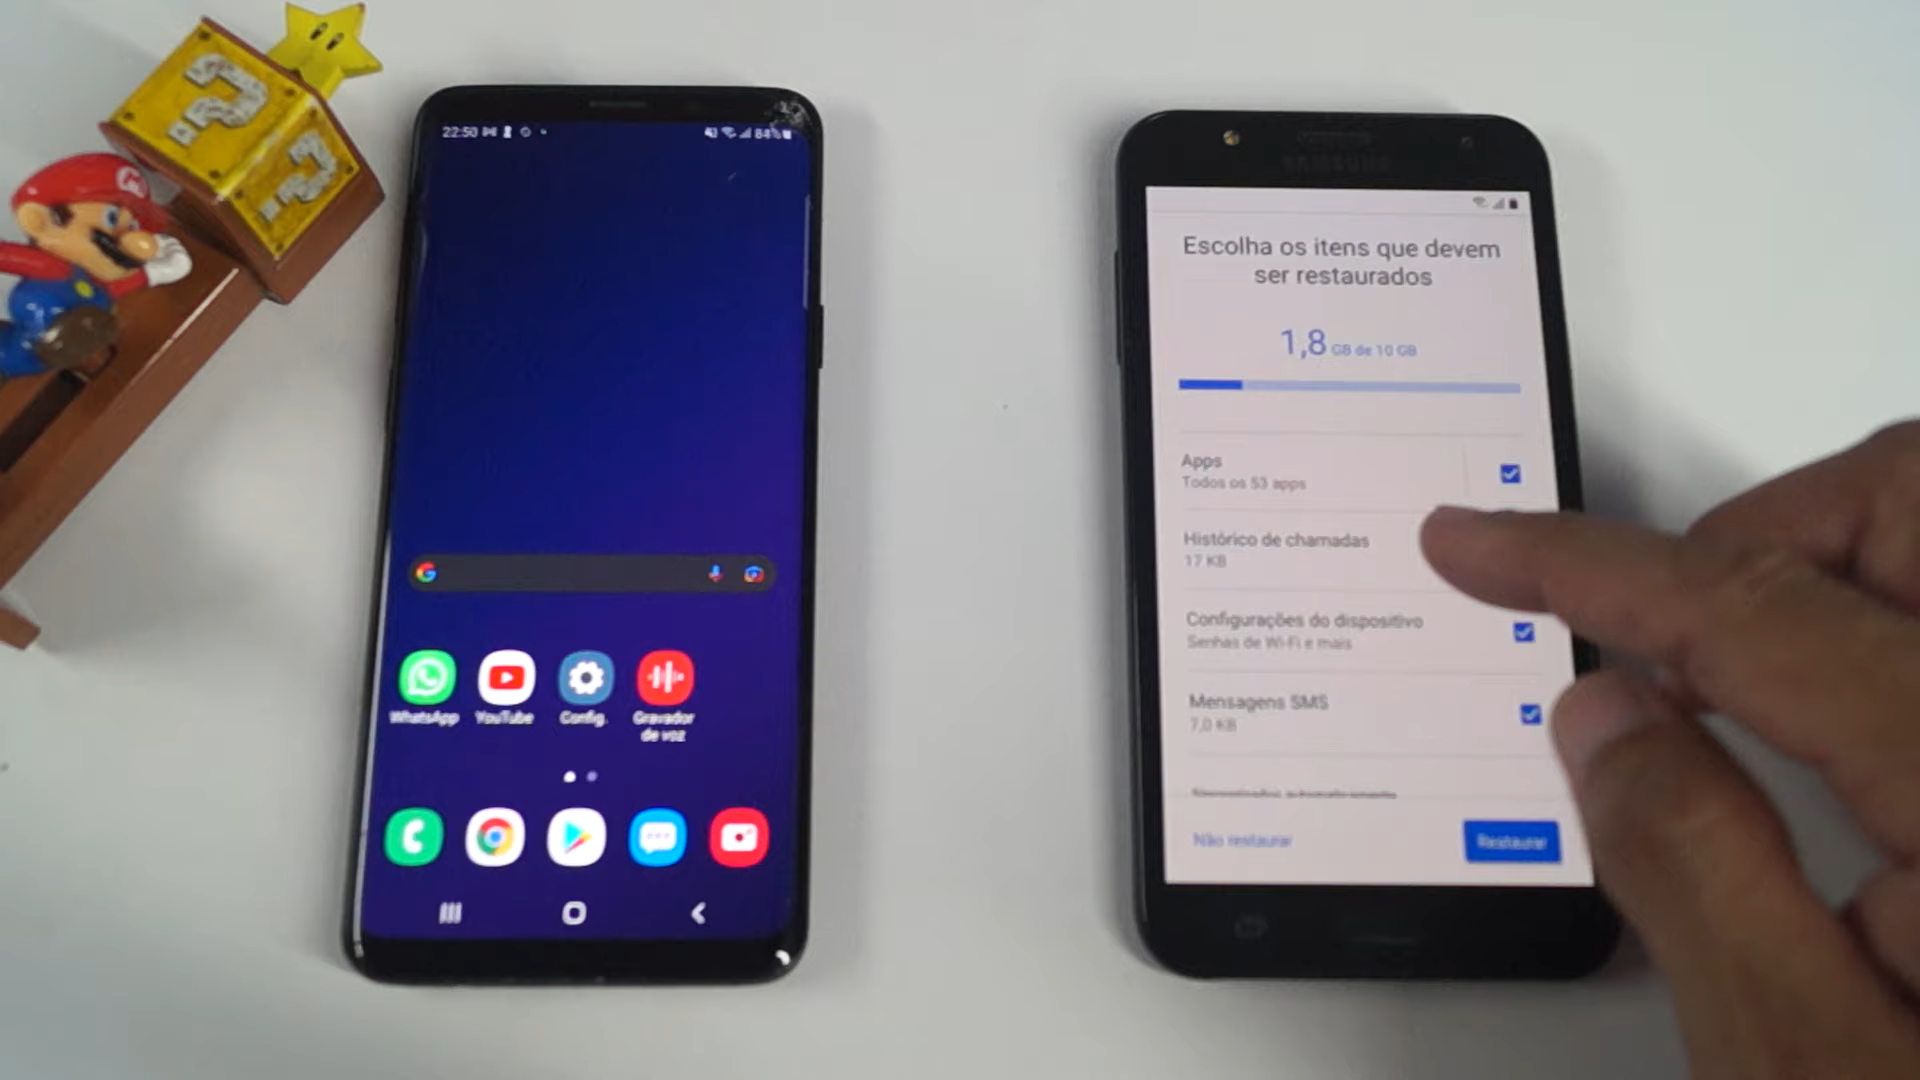 22:50
84%
WhatsApp
YouTube
Config.
Gravador
de voz
SAMSUNG
Escolha os itens que devem
ser restaurados
1,8 GB de 10 GB
Apps
Todos os 53 apps
Histórico de chamadas
17 KB
Configurações do dispositivo
Senhas de Wi-Fi e mais
Mensagens SMS
7,0 KB
Não restaurar
Restaurar